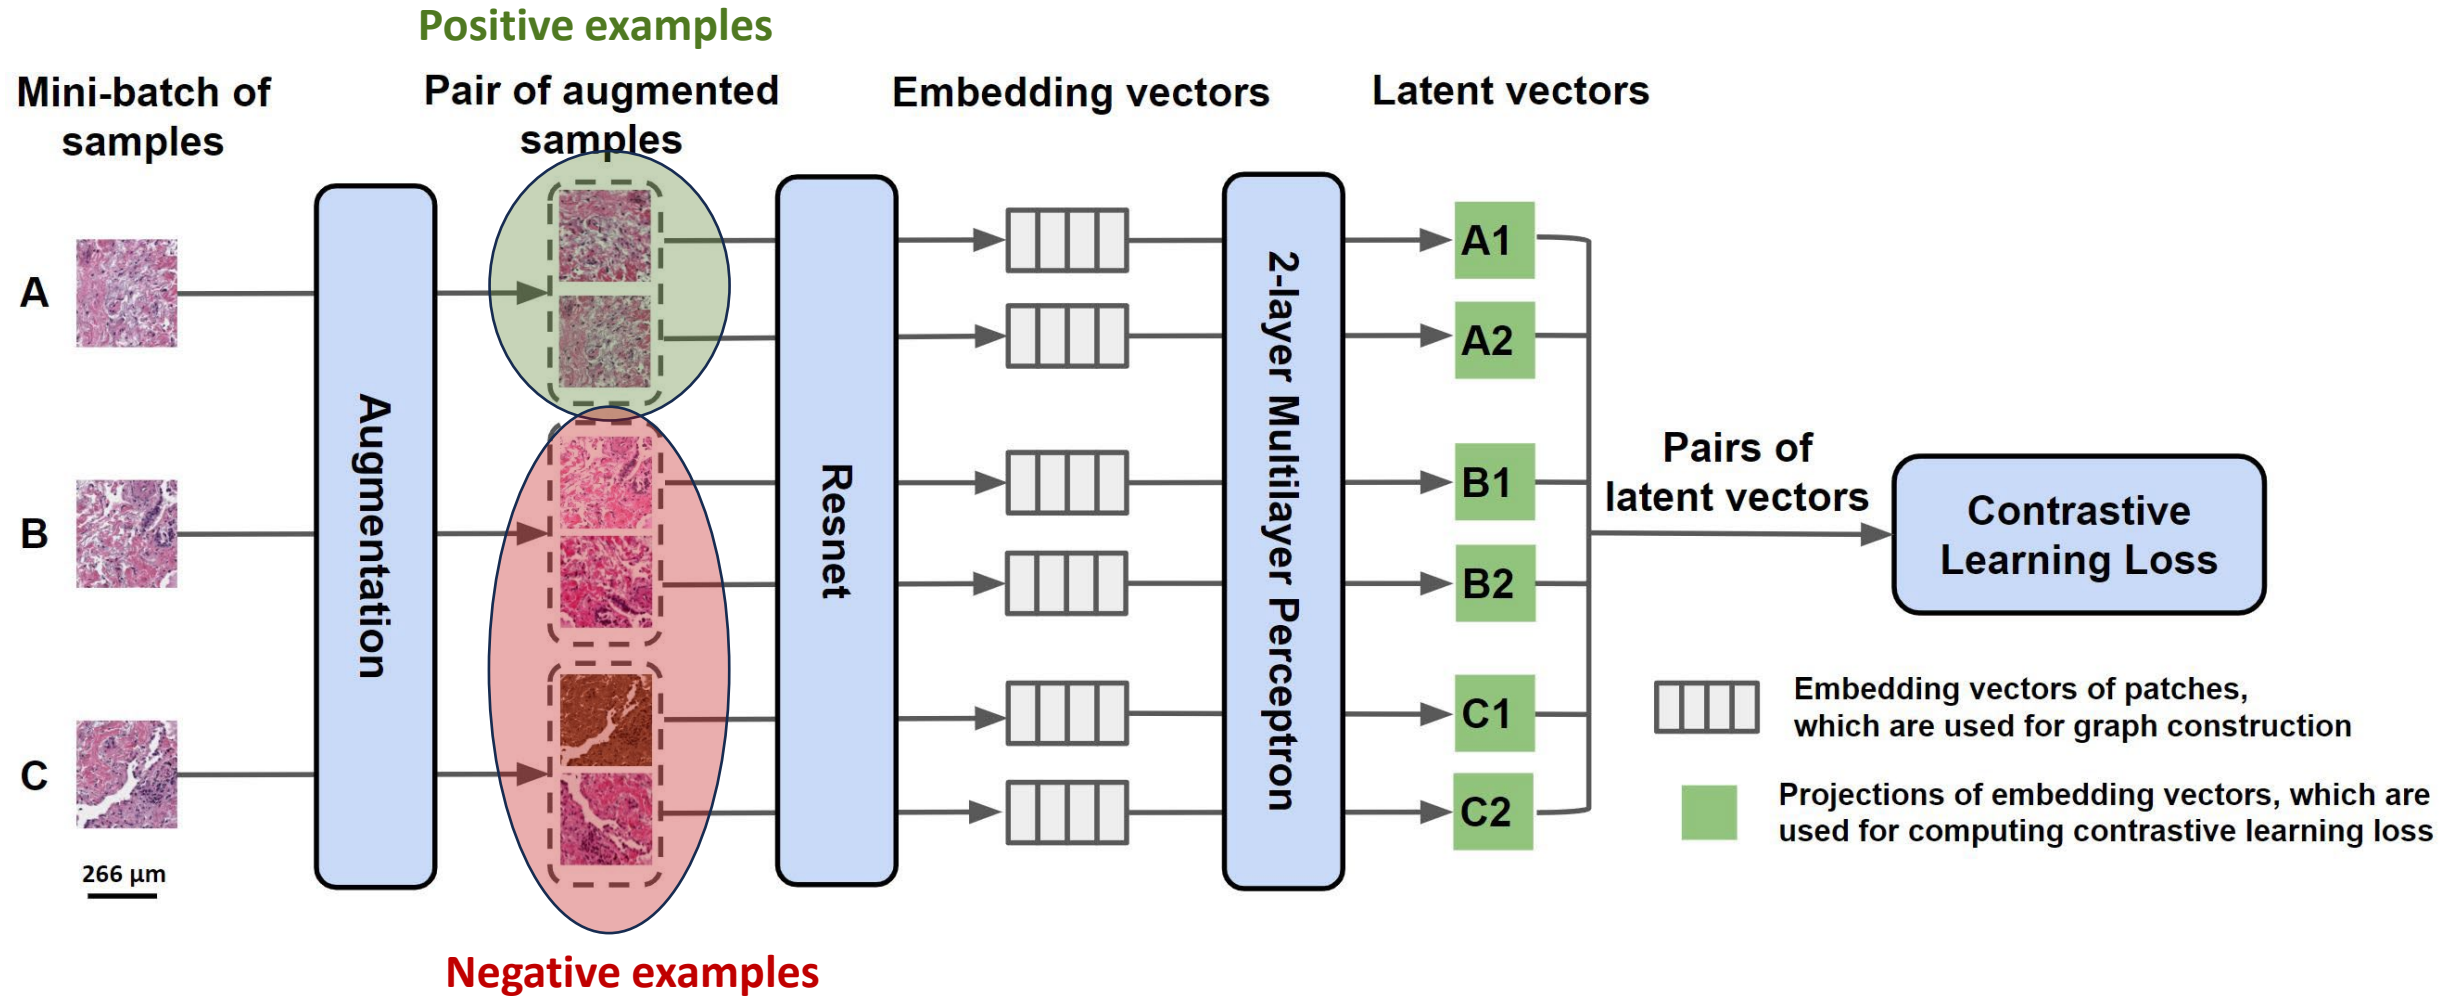 Positive examples
Mini-batch of
samples
Pair of augmented
samples
Embedding vectors
Latent vectors
A
B
C
266 µm
Augmentation
Resnet
2-layer Multilayer Perceptron
A1
A2
B1
B2
C1
C2
Pairs of
latent vectors
Contrastive
Learning Loss
Embedding vectors of patches,
which are used for graph construction
Projections of embedding vectors, which are
used for computing contrastive learning loss
Negative examples